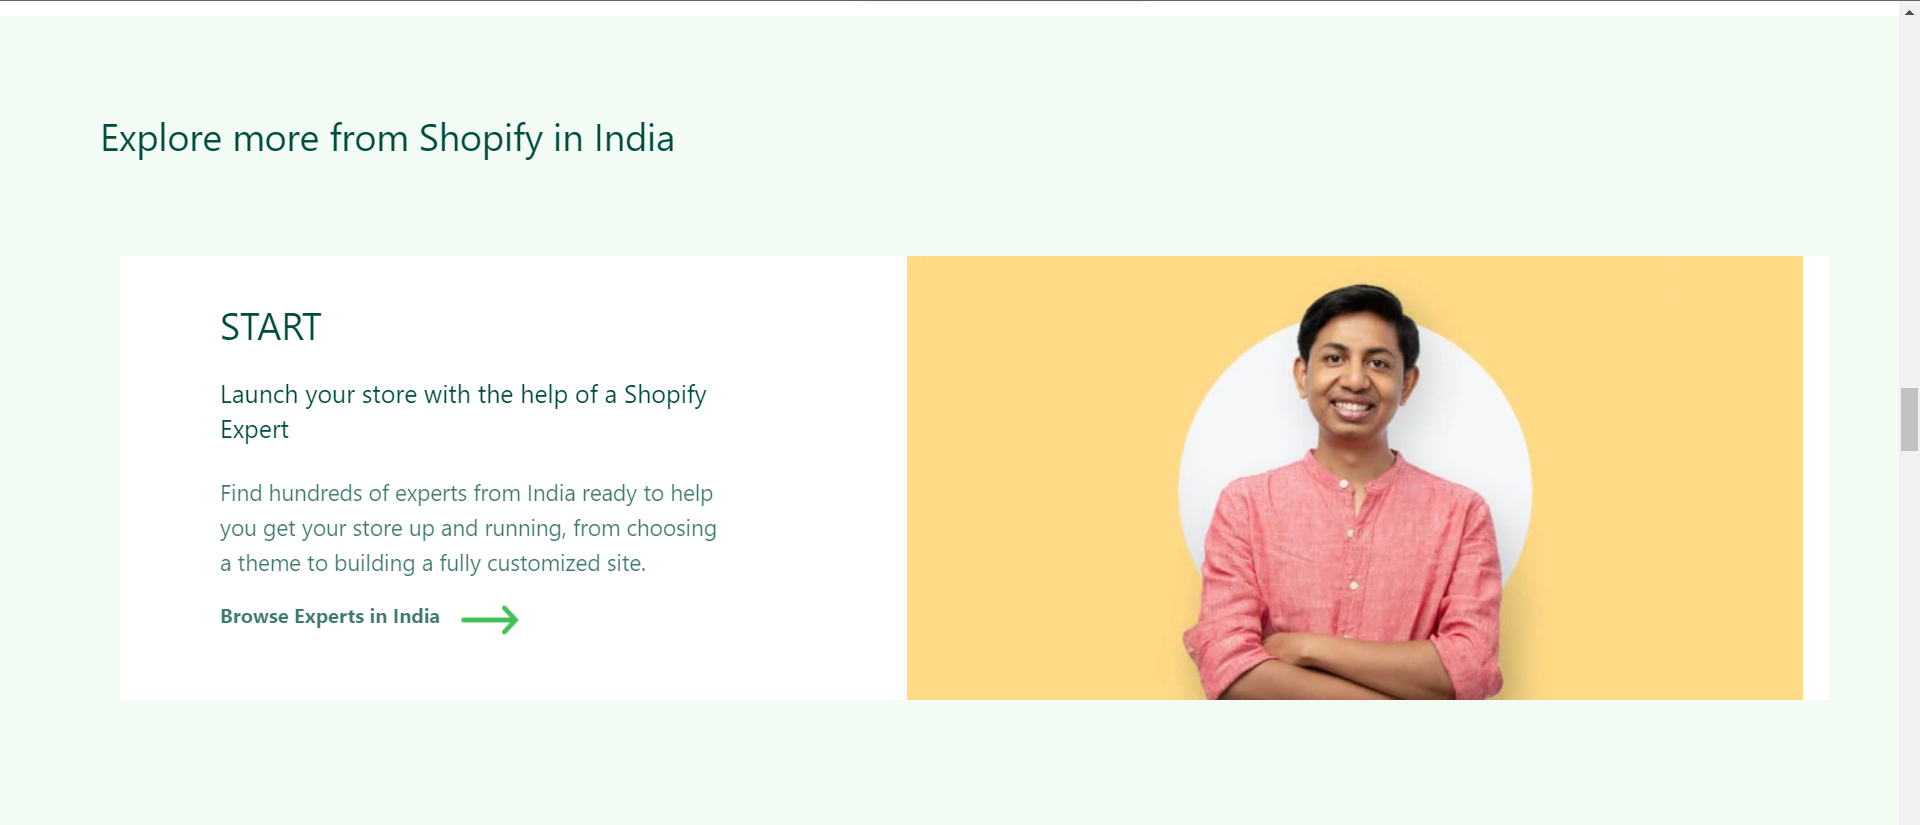 Explore more from Shopify in India
START
Launch your store with the help of a Shopify
Expert
Find hundreds of experts from India ready to help
you get your store up and running, from choosing
a theme to building a fully customized site.
Browse Experts in India